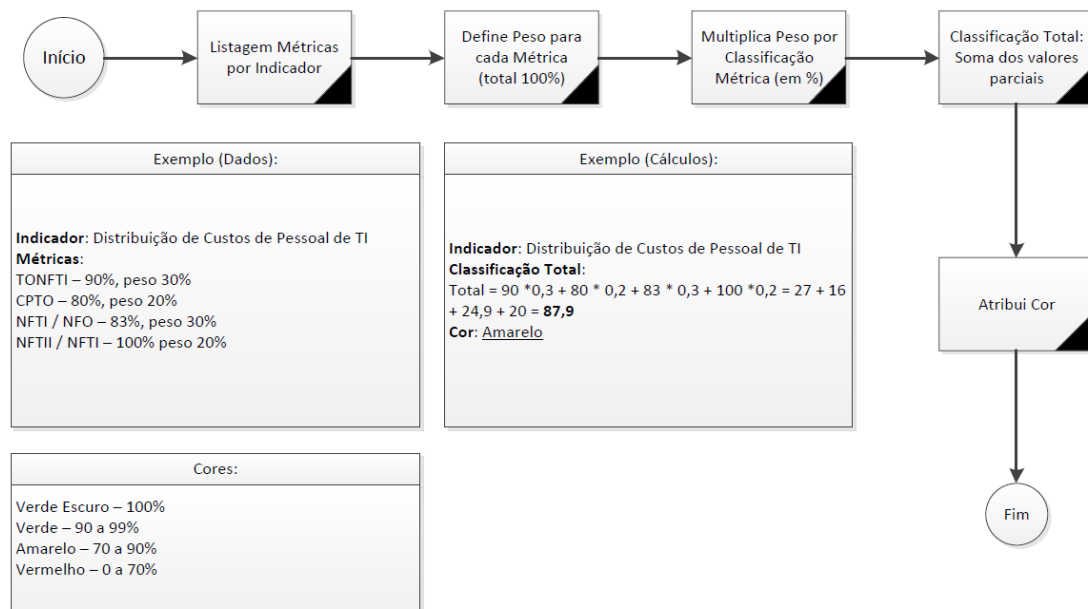 Início
Listagem Métricas
por Indicador
Define Peso para
cada Métrica
(total 100%)
Multiplica Peso por
Classificação
Métrica (em %)
Classificação Total:
Soma dos valores
parciais
Exemplo (Dados):
Indicador: Distribuição de Custos de Pessoal de TI
Métricas:
TONFTI – 90%, peso 30%
CPTO – 80%, peso 20%
NFTI / NFO – 83%, peso 30%
NFTII / NFTI – 100% peso 20%
Exemplo (Cálculos):
Indicador: Distribuição de Custos de Pessoal de TI
Classificação Total:
Total = 90 *0,3 + 80 * 0,2 + 83 * 0,3 + 100 *0,2 = 27 + 16
+ 24,9 + 20 = 87,9
Cor: Amarelo
Atribui Cor
Cores:
Verde Escuro – 100%
Verde – 90 a 99%
Amarelo – 70 a 90%
Vermelho – 0 a 70%
Fim